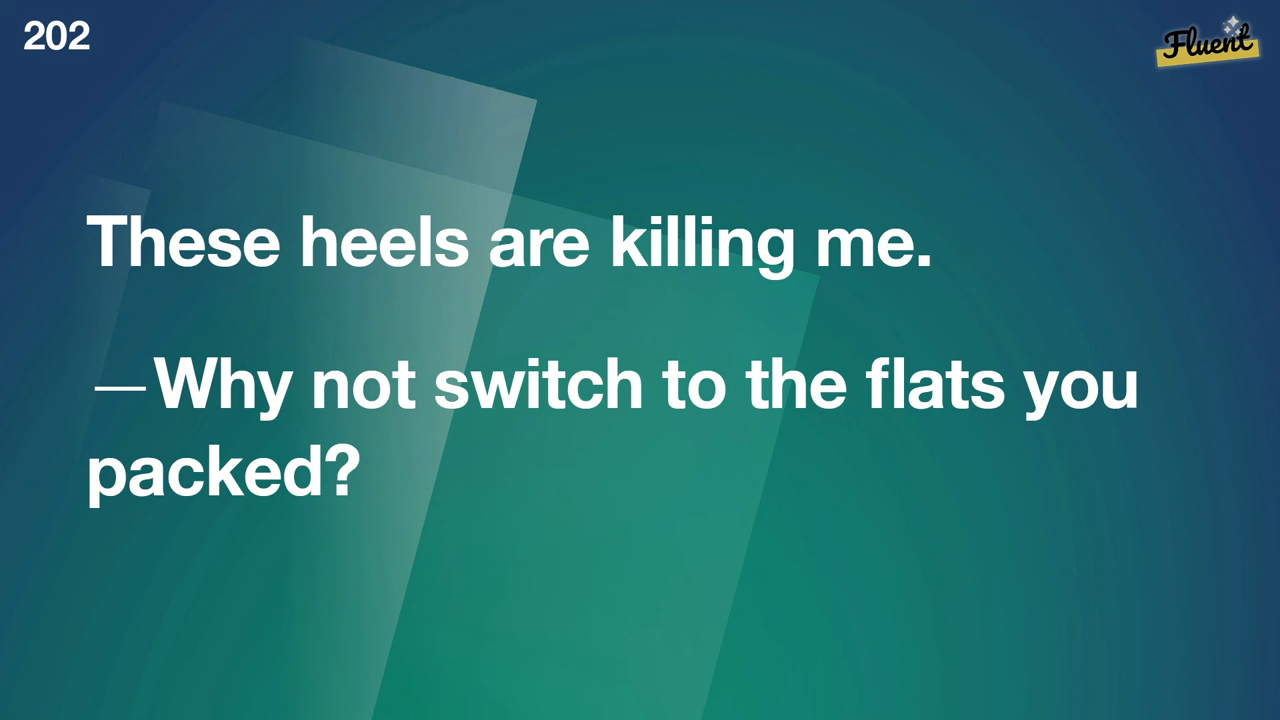 202
Fluent
These heels are killing me.
—Why not switch to the flats you
packed?